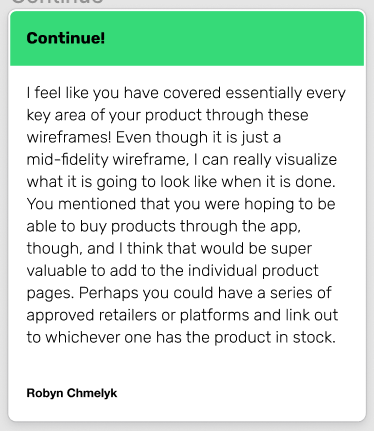 Continue
Continue!
I feel like you have covered essentially every
key area of your product through these
wireframes! Even though it is just a
mid-fidelity wireframe, I can really visualize
what it is going to look like when it is done.
You mentioned that you were hoping to be
able to buy products through the app,
though, and I think that would be super
valuable to add to the individual product
pages. Perhaps you could have a series of
approved retailers or platforms and link out
to whichever one has the product in stock.
Robyn Chmelyk